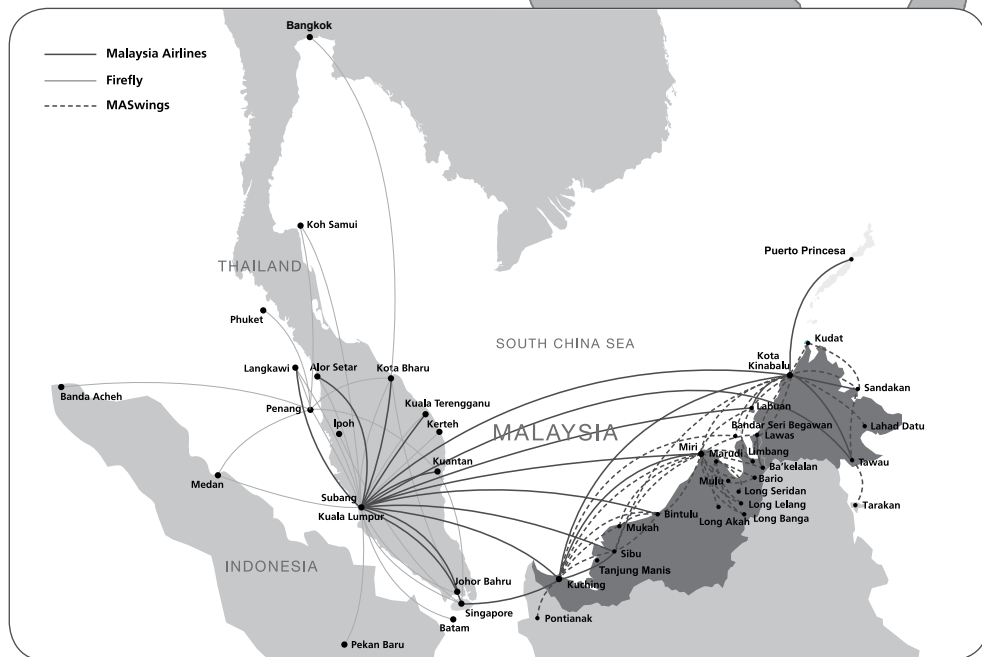 Bangkok
Malaysia Airlines
Firefly
MASwings
Koh Samui
THAILAND
Puerto Princesa
Phuket
SOUTH CHINA SEA
Kudat
Langkawi
Alor Setar
Kota Bharu
Kota
Kinabalu
Banda Acheh
Sandakan
Penang
Kuala Terengganu
Labuan
Ipoh
Kerteh
MALAYSIA
Bandar Seri Begawan
Lahad Datu
Lawas
Miri
Marudi
Limbang
Kuantan
Ba'kelalan
Tawau
Medan
Mulu
Bario
Subang
Kuala Lumpur
Long Seridan
Long Lelang
Tarakan
Bintulu
Long Akah
Long Banga
Mukah
Sibu
INDONESIA
Tanjung Manis
Johor Bahru
Kuching
Singapore
Batam
Pontianak
Pekan Baru